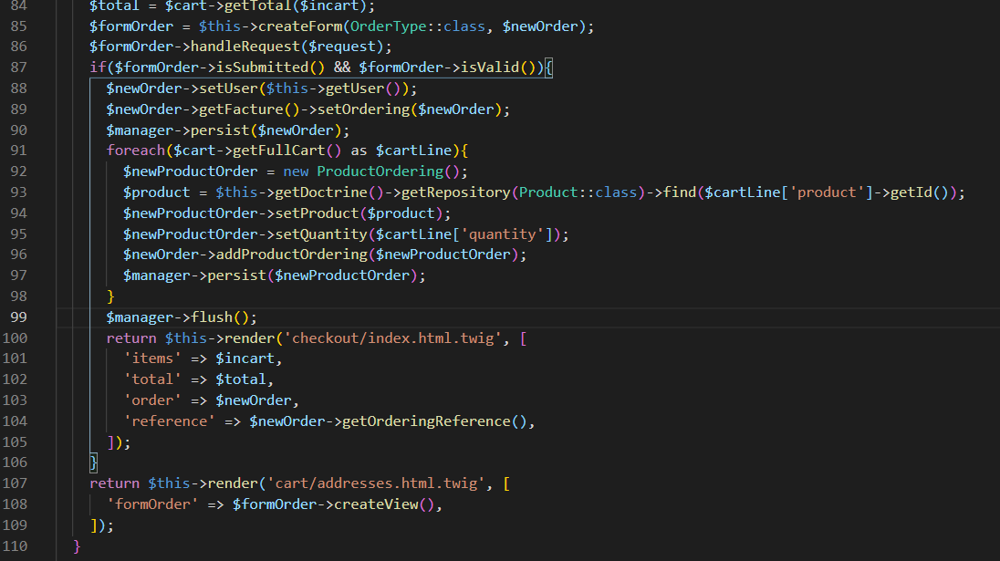 84 $total = $cart->getTotal($incart);
85 $formOrder = $this->createForm(OrderType::class, $newOrder);
86 $formOrder->handleRequest($request);
87 if($formOrder->isSubmitted() && $formOrder->isValid()){
88 $newOrder->setUser($this->getUser());
89 $newOrder->getFacture()->setOrdering($newOrder);
90 $manager->persist($newOrder);
91 foreach($cart->getFullCart() as $cartLine){
92 $newProductOrder = new ProductOrdering();
93 $product = $this->getDoctrine()->getRepository(Product::class)->find($cartLine['product']->getId());
94 $newProductOrder->setProduct($product);
95 $newProductOrder->setQuantity($cartLine['quantity']);
96 $newOrder->addProductOrdering($newProductOrder);
97 $manager->persist($newProductOrder);
98 }
99 $manager->flush();
100 return $this->render('checkout/index.html.twig', [
101 'items' => $incart,
102 'total' => $total,
103 'order' => $newOrder,
104 'reference' => $newOrder->getOrderingReference(),
105 ]);
106 }
107 return $this->render('cart/addresses.html.twig', [
108 'formOrder' => $formOrder->createView(),
109 ]);
110 }